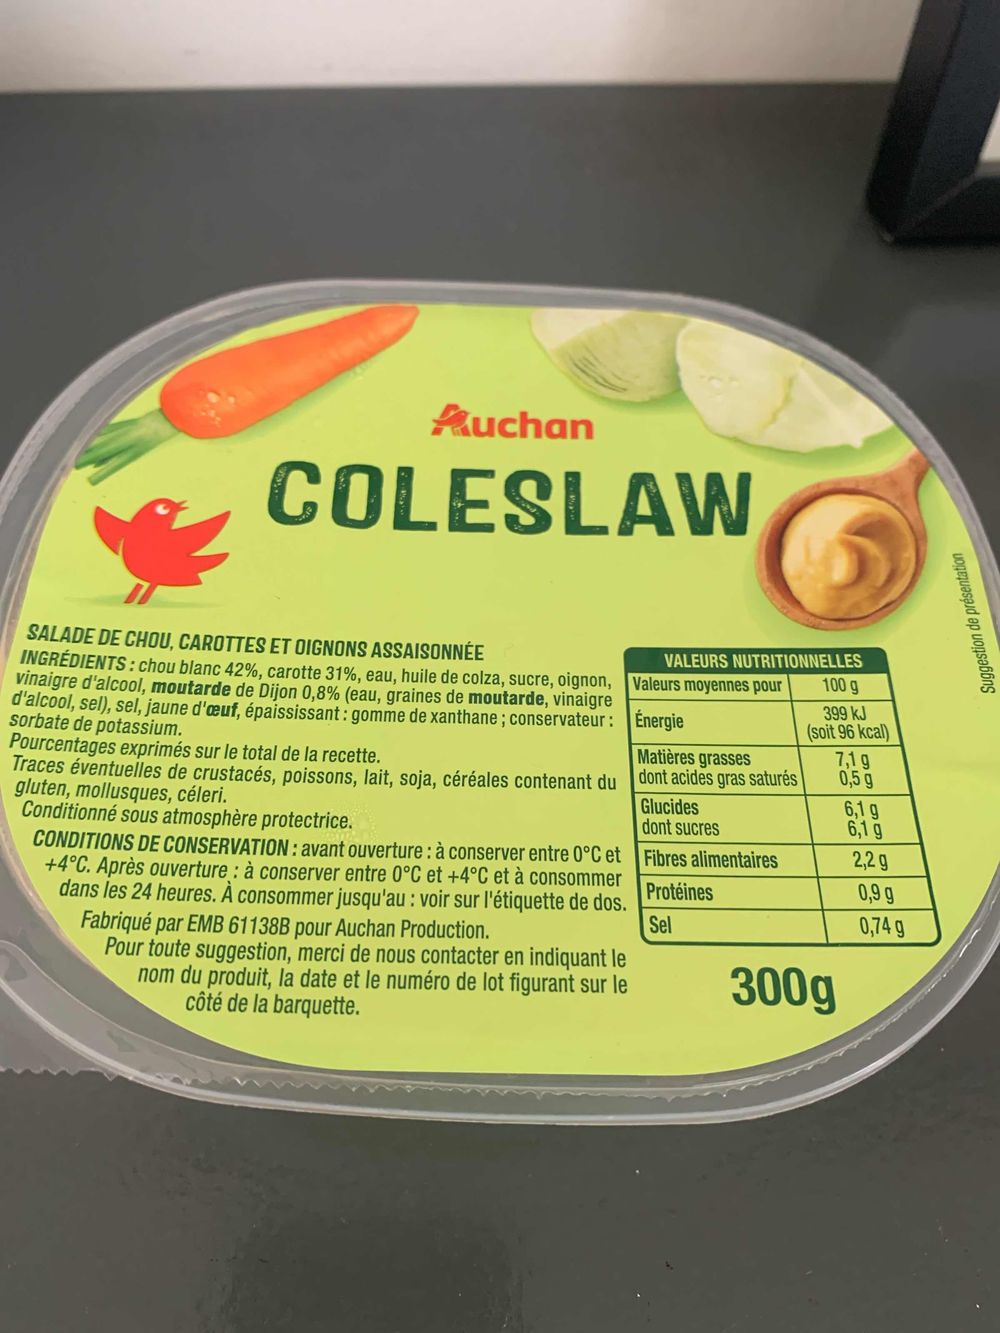 Auchan
COLESLAW
Suggestion de présentation
SALADE DE CHOU, CAROTTES ET OIGNONS ASSAISONNÉE
INGRÉDIENTS : chou blanc 42%, carotte 31%, eau, huile de colza, sucre, oignon,
vinaigre d'alcool, moutarde de Dijon 0,8% (eau, graines de moutarde, vinaigre
d'alcool, sel), sel, jaune d'œuf, épaississant : gomme de xanthane ; conservateur :
sorbate de potassium.
Pourcentages exprimés sur le total de la recette.
Traces éventuelles de crustacés, poissons, lait, soja, céréales contenant du
gluten, mollusques, céleri.
Conditionné sous atmosphère protectrice.
CONDITIONS DE CONSERVATION : avant ouverture : à conserver entre 0°C et
+4°C. Après ouverture : à conserver entre 0°C et +4°C et à consommer
dans les 24 heures. À consommer jusqu'au : voir sur l'étiquette de dos.
Fabriqué par EMB 61138B pour Auchan Production.
Pour toute suggestion, merci de nous contacter en indiquant le
nom du produit, la date et le numéro de lot figurant sur le
côté de la barquette.
VALEURS NUTRITIONNELLES
Valeurs moyennes pour 100 g
Énergie 399 kJ
(soit 96 kcal)
Matières grasses 7,1 g
dont acides gras saturés 0,5 g
Glucides 6,1 g
dont sucres 6,1 g
Fibres alimentaires 2,2 g
Protéines 0,9 g
Sel 0,74 g
300g